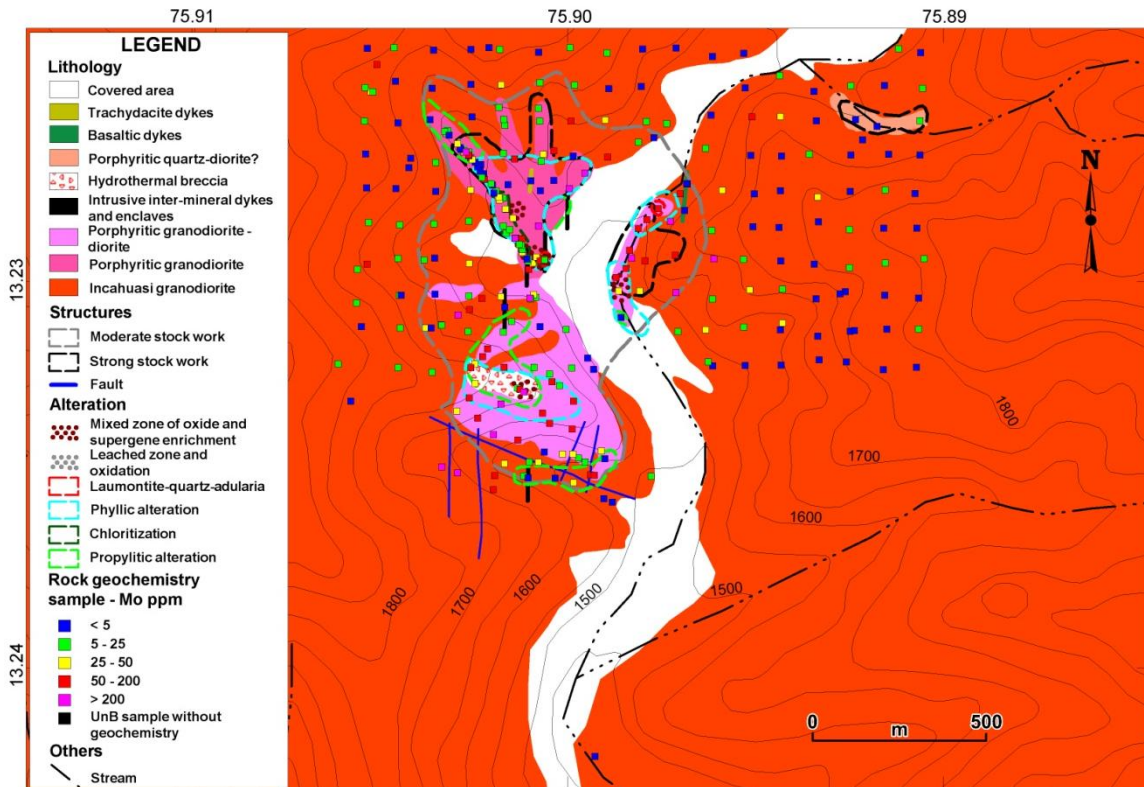 75.91
75.90
75.89
13.23
13.24
LEGEND
Lithology
Covered area
Trachydacite dykes
Basaltic dykes
Porphyritic quartz-diorite?
Hydrothermal breccia
Intrusive inter-mineral dykes
and enclaves
Porphyritic granodiorite -
diorite
Porphyritic granodiorite
Incahuasi granodiorite
Structures
Moderate stock work
Strong stock work
Fault
Alteration
Mixed zone of oxide and
supergene enrichment
Leached zone and
oxidation
Laumontite-quartz-adularia
Phyllic alteration
Chloritization
Propylitic alteration
Rock geochemistry
sample - Mo ppm
< 5
5 - 25
25 - 50
50 - 200
> 200
UnB sample without
geochemistry
Others
Stream
N
1800
1700
1600
1500
1500
1600
1700
1800
0
500
m